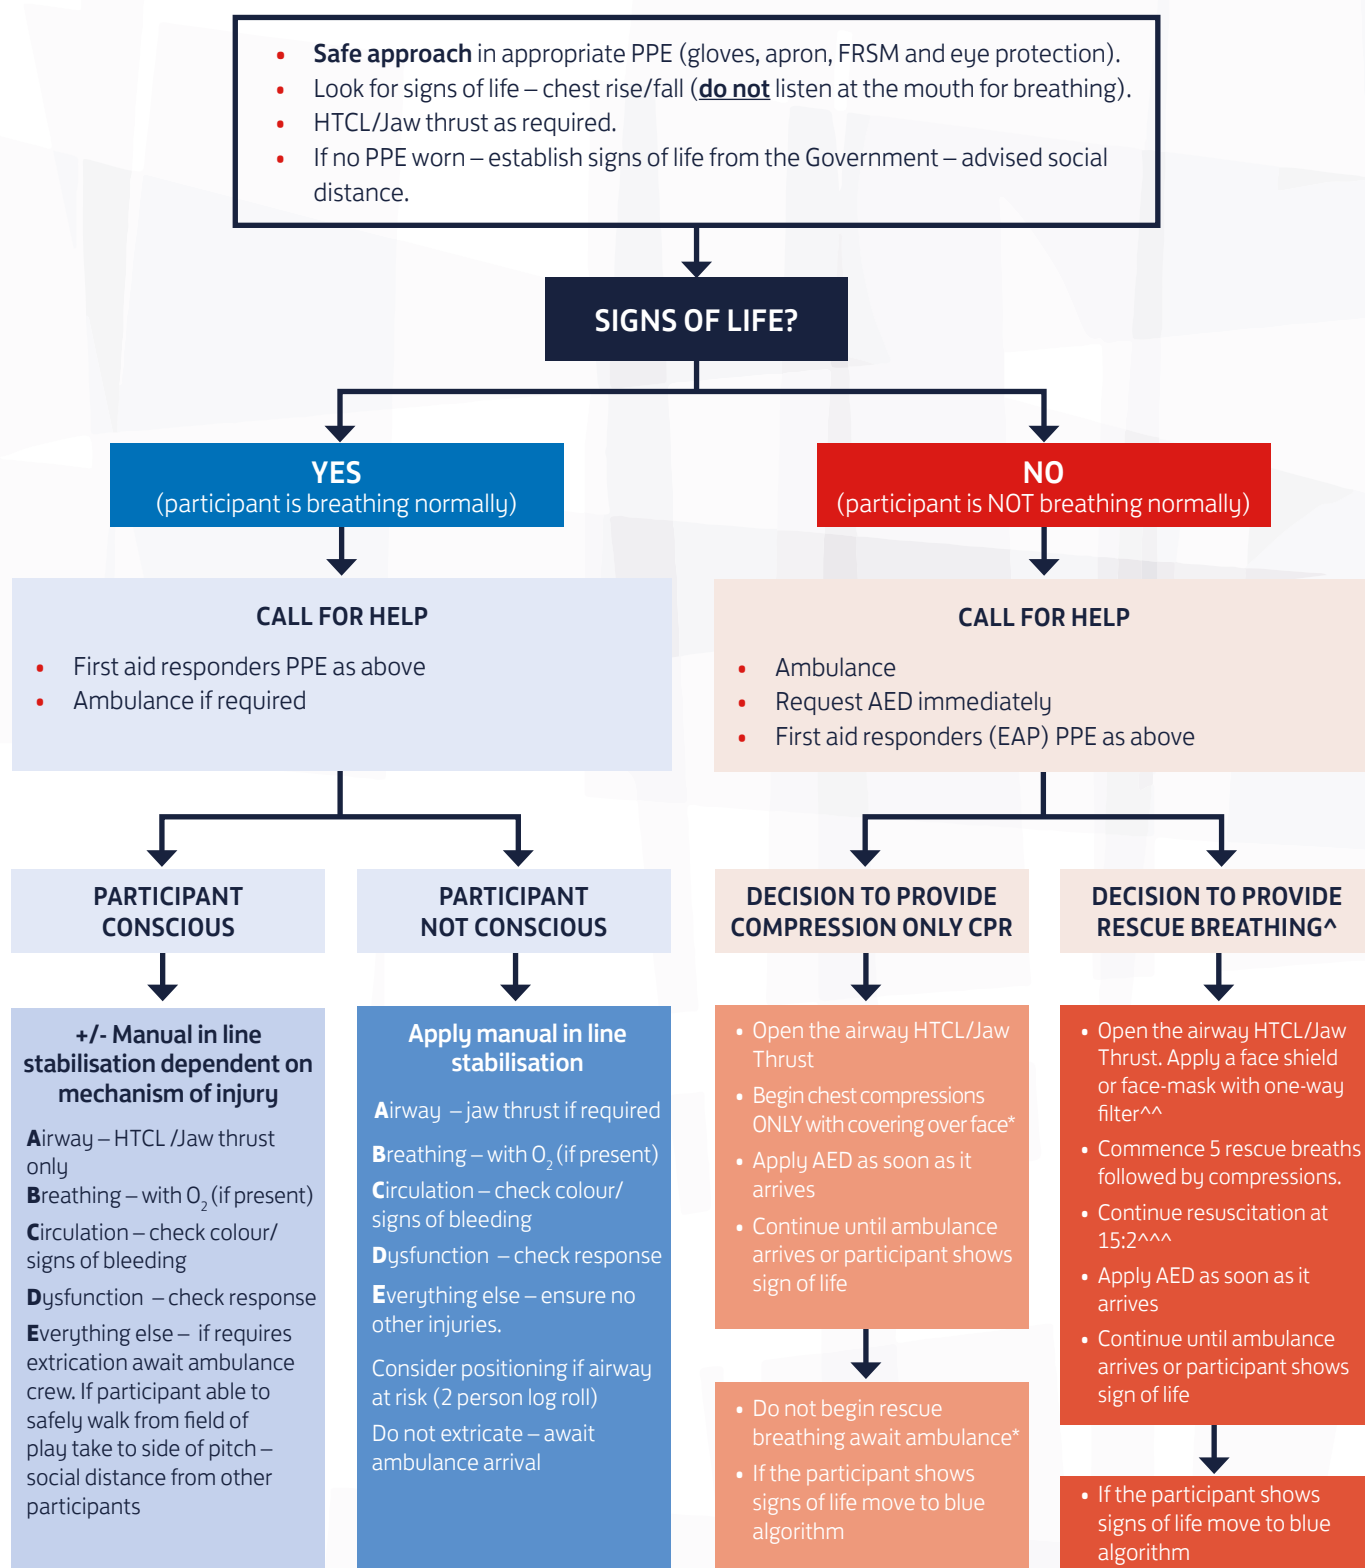 • Safe approach in appropriate PPE (gloves, apron, FRSM and eye protection).
• Look for signs of life – chest rise/fall (do not listen at the mouth for breathing).
• HTCL/Jaw thrust as required.
• If no PPE worn – establish signs of life from the Government – advised social
distance.
SIGNS OF LIFE?
YES
(participant is breathing normally)
NO
(participant is NOT breathing normally)
CALL FOR HELP
• First aid responders PPE as above
• Ambulance if required
CALL FOR HELP
• Ambulance
• Request AED immediately
• First aid responders (EAP) PPE as above
PARTICIPANT
CONSCIOUS
+/- Manual in line
stabilisation dependent on
mechanism of injury
Airway – HTCL /Jaw thrust
only
Breathing – with O₂ (if present)
Circulation – check colour/
signs of bleeding
Dysfunction – check response
Everything else – if requires
extrication await ambulance
crew. If participant able to
safely walk from field of
play take to side of pitch –
social distance from other
participants
PARTICIPANT
NOT CONSCIOUS
Apply manual in line
stabilisation
Airway – jaw thrust if required
Breathing – with O₂ (if present)
Circulation – check colour/
signs of bleeding
Dysfunction – check response
Everything else – ensure no
other injuries.
Consider positioning if airway
at risk (2 person log roll)
Do not extricate – await
ambulance arrival
DECISION TO PROVIDE
COMPRESSION ONLY CPR
• Open the airway HTCL/Jaw
Thrust
• Begin chest compressions
ONLY with covering over face*
• Apply AED as soon as it
arrives
• Continue until ambulance
arrives or participant shows
sign of life
• Do not begin rescue
breathing await ambulance*
• If the participant shows
signs of life move to blue
algorithm
DECISION TO PROVIDE
RESCUE BREATHING^
• Open the airway HTCL/Jaw
Thrust. Apply a face shield
or face-mask with one-way
filter^^
• Commence 5 rescue breaths
followed by compressions.
• Continue resuscitation at
15:2^^^
• Apply AED as soon as it
arrives
• Continue until ambulance
arrives or participant shows
sign of life
• If the participant shows
signs of life move to blue
algorithm